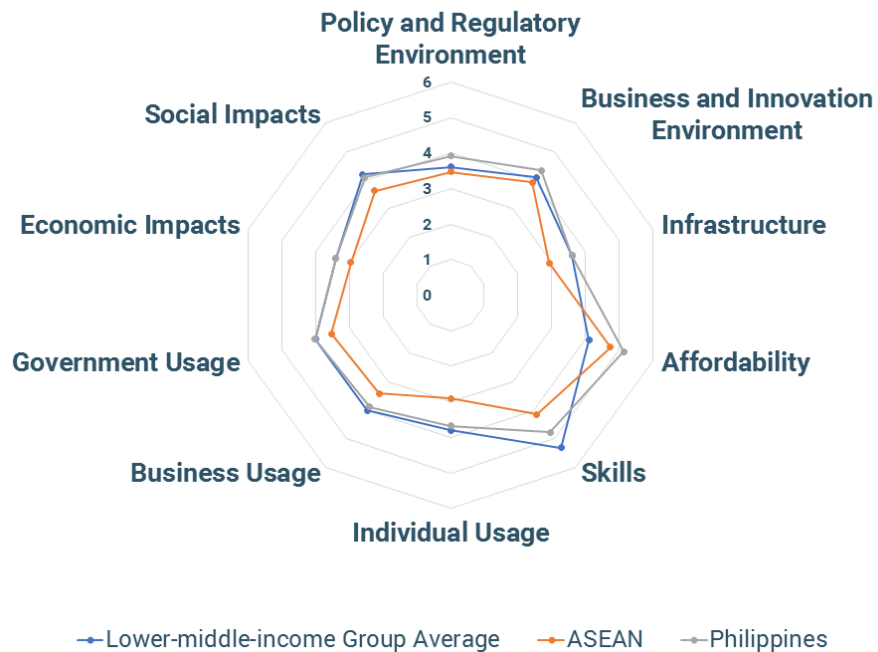 Policy and Regulatory
Environment
Business and Innovation
Environment
Social Impacts
6
5
4
3
2
1
0
Economic Impacts
Infrastructure
Government Usage
Affordability
Business Usage
Skills
Individual Usage
Lower-middle-income Group Average
ASEAN
Philippines